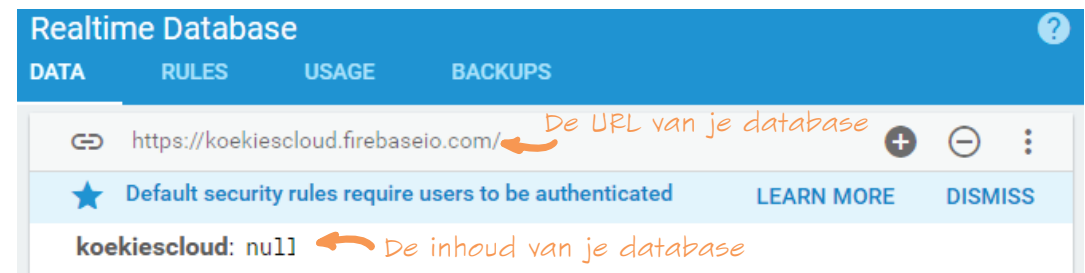 Realtime Database ?
DATA RULES USAGE BACKUPS
https://koekiescloud.firebaseio.com/ De URL van je database
Default security rules require users to be authenticated LEARN MORE DISMISS
koekiescloud: null De inhoud van je database